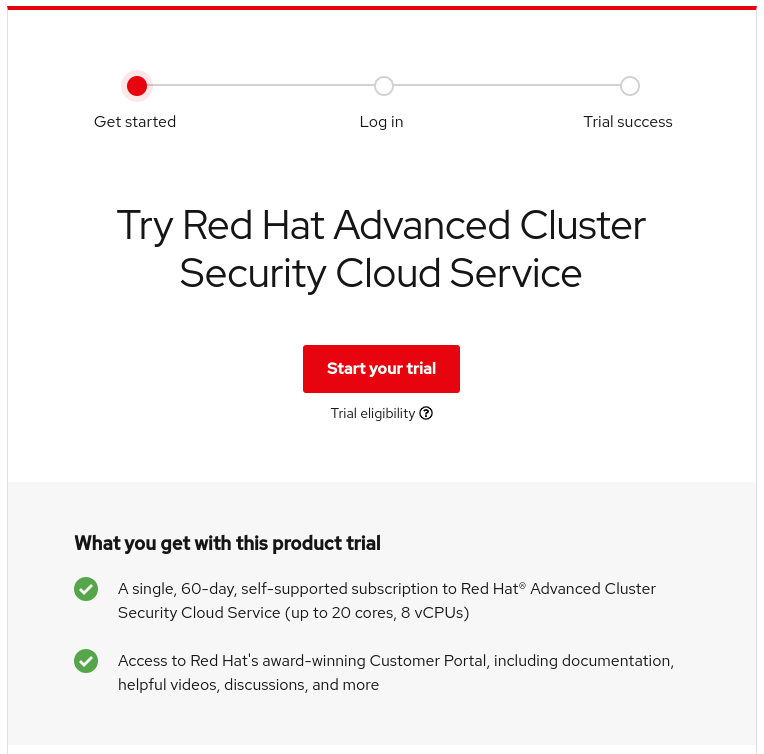 Get started
Log in
Trial success
Try Red Hat Advanced Cluster
Security Cloud Service
Start your trial
Trial eligibility ?
What you get with this product trial
A single, 60-day, self-supported subscription to Red Hat® Advanced Cluster
Security Cloud Service (up to 20 cores, 8 vCPUs)
Access to Red Hat's award-winning Customer Portal, including documentation,
helpful videos, discussions, and more